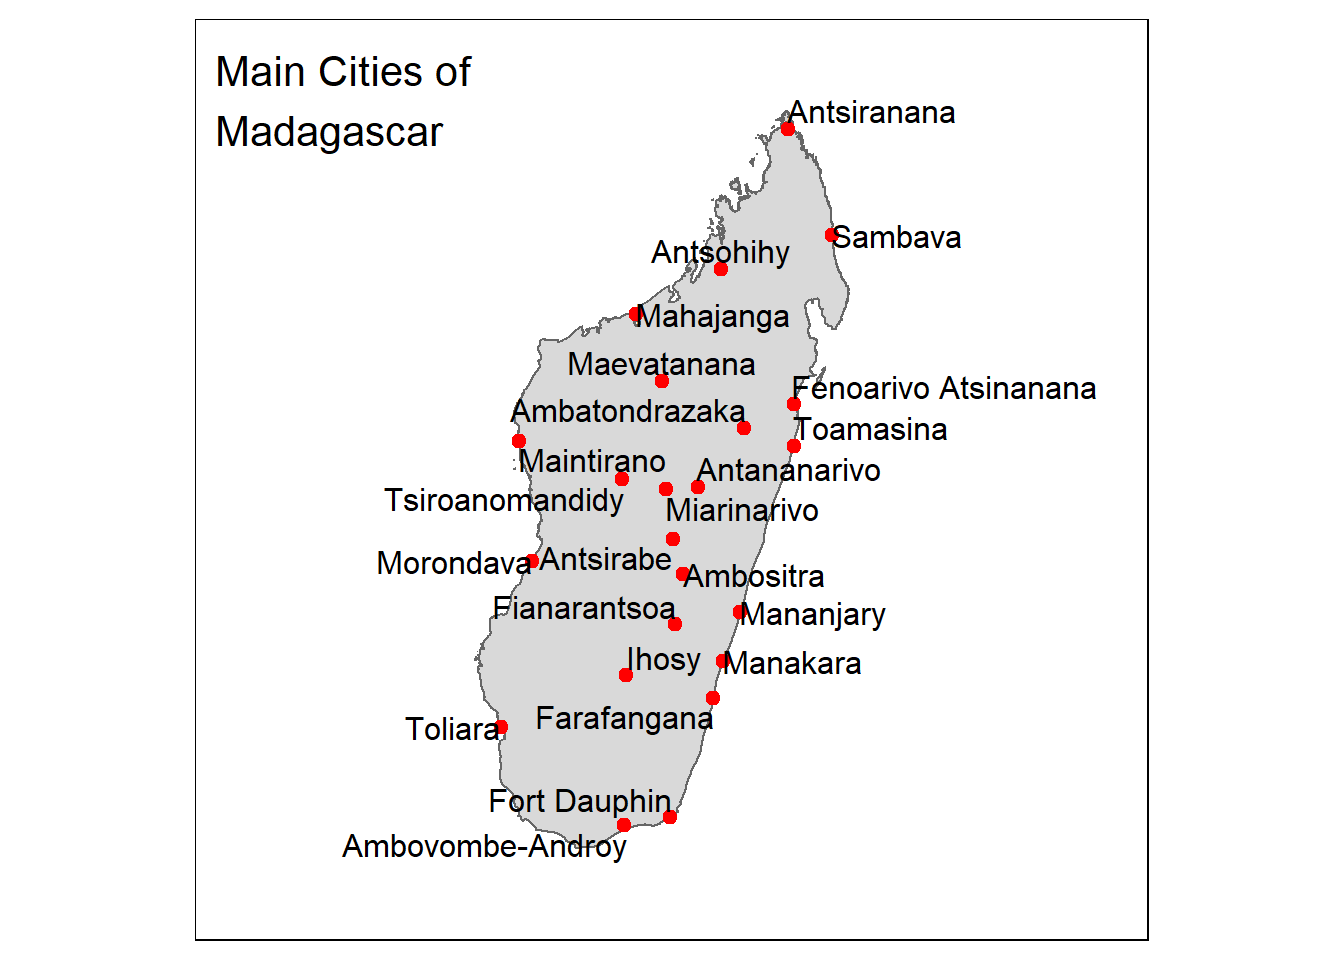 Main Cities of
Madagascar
Antsiranana
Sambava
Antsohihy
Mahajanga
Maevatanana
Fenoarivo Atsinanana
Ambatondrazaka
Toamasina
Maintirano
Antananarivo
Tsiroanomandidy
Miarinarivo
Antsirabe
Morondava
Ambositra
Fianarantsoa
Mananjary
Ihosy
Manakara
Farafangana
Toliara
Fort Dauphin
Ambovombe-Androy